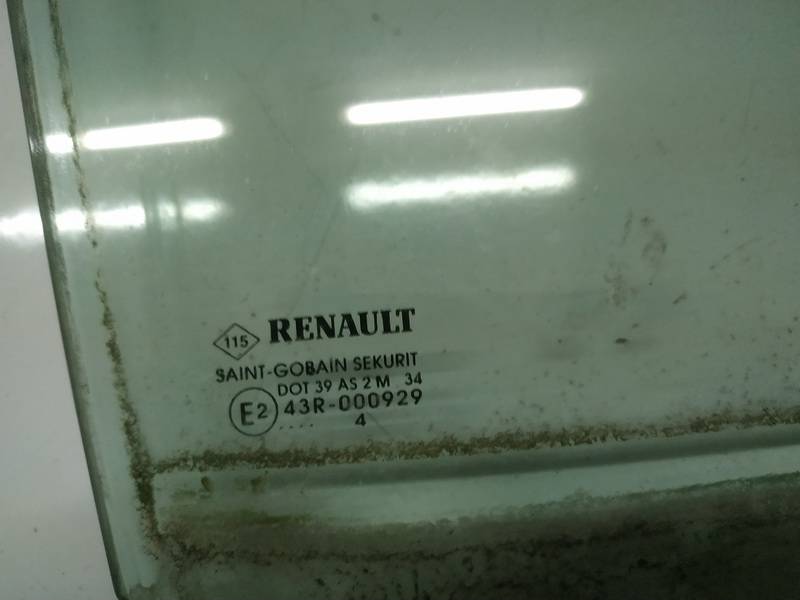 115 RENAULT
SAINT-GOBAIN SEKURIT
DOT 39 AS 2 M 34
E2 43R-000929
.... 4